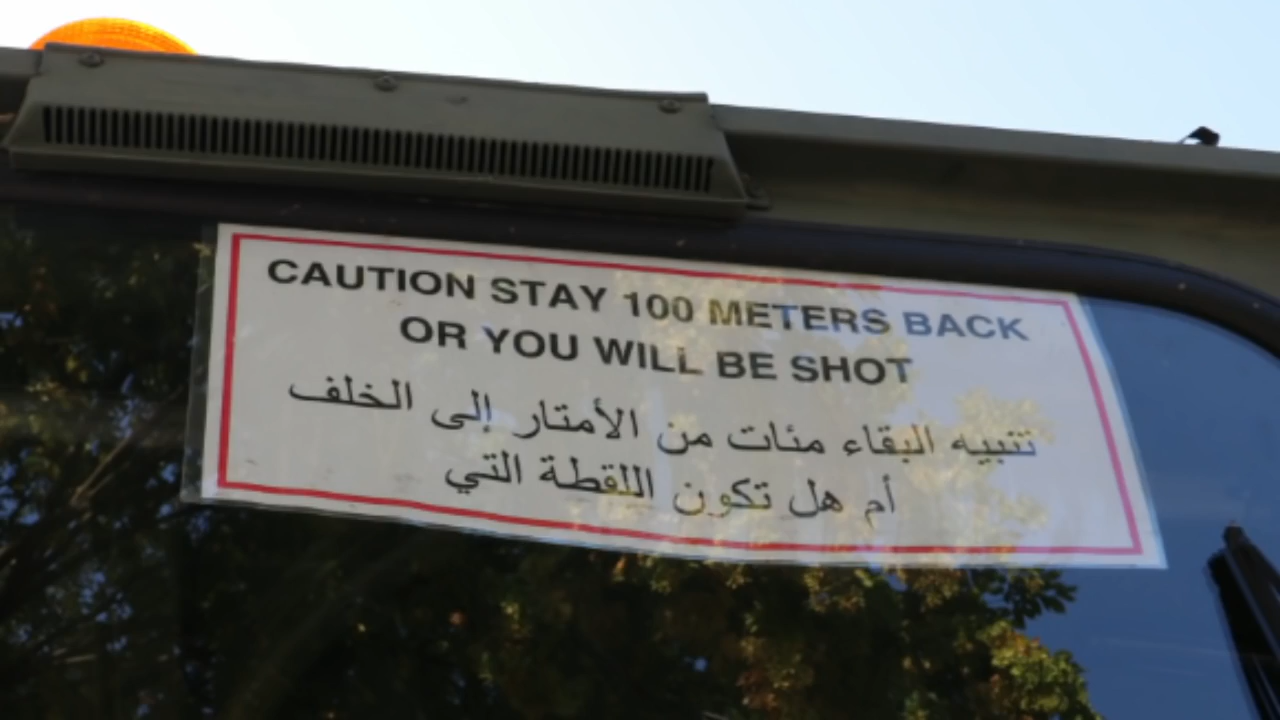 CAUTION STAY 100 METERS BACK
OR YOU WILL BE SHOT
تنبيه البقاء مئات من الأمتار إلى الخلف
أم هل تكون اللقطة التي